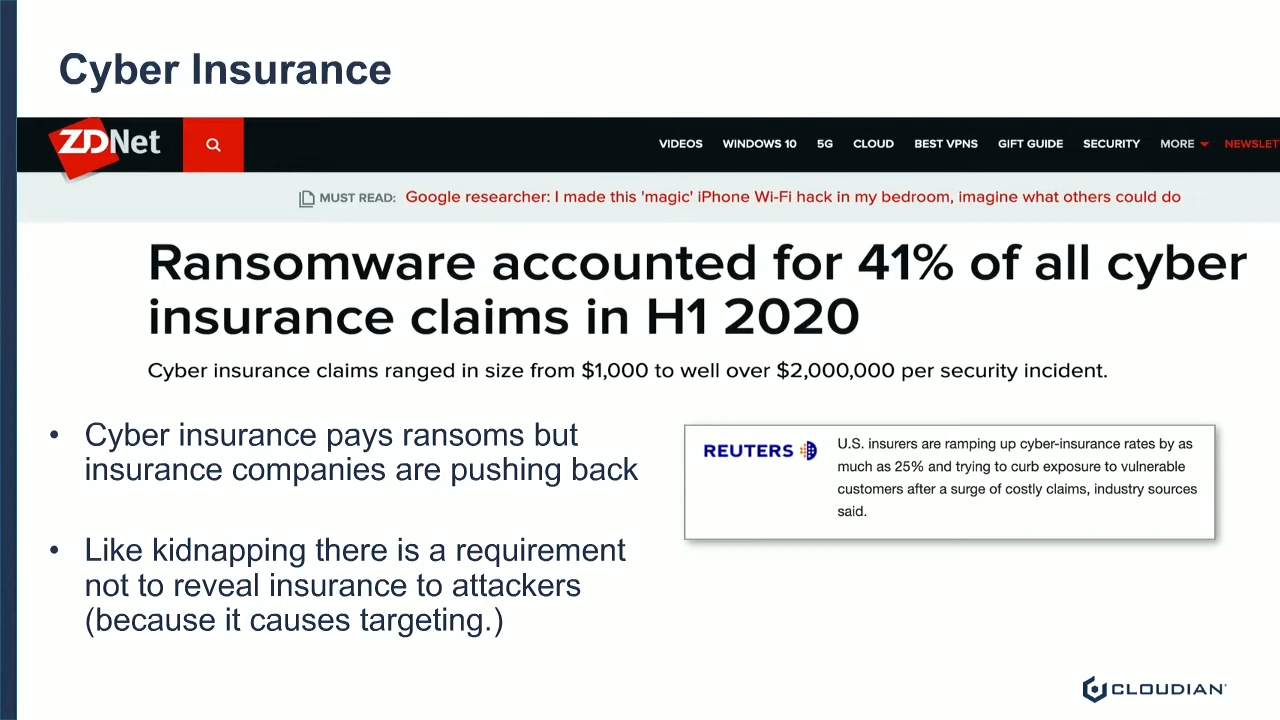 Cyber Insurance
ZDNet
VIDEOS WINDOWS 10 5G CLOUD BEST VPNS GIFT GUIDE SECURITY MORE NEWSLET
MUST READ: Google researcher: I made this 'magic' iPhone Wi-Fi hack in my bedroom, imagine what others could do
Ransomware accounted for 41% of all cyber
insurance claims in H1 2020
Cyber insurance claims ranged in size from $1,000 to well over $2,000,000 per security incident.
• Cyber insurance pays ransoms but
insurance companies are pushing back
• Like kidnapping there is a requirement
not to reveal insurance to attackers
(because it causes targeting.)
REUTERS
U.S. insurers are ramping up cyber-insurance rates by as
much as 25% and trying to curb exposure to vulnerable
customers after a surge of costly claims, industry sources
said.
CLOUDIAN